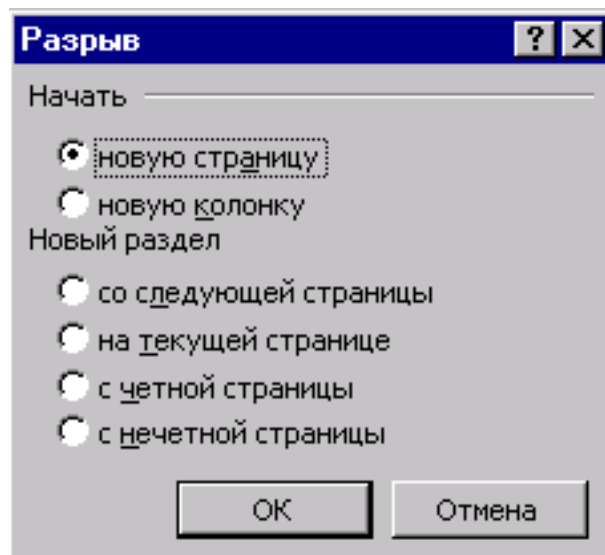 Разрыв
Начать
новую страницу
новую колонку
Новый раздел
со следующей страницы
на текущей странице
с четной страницы
с нечетной страницы
ОК Отмена